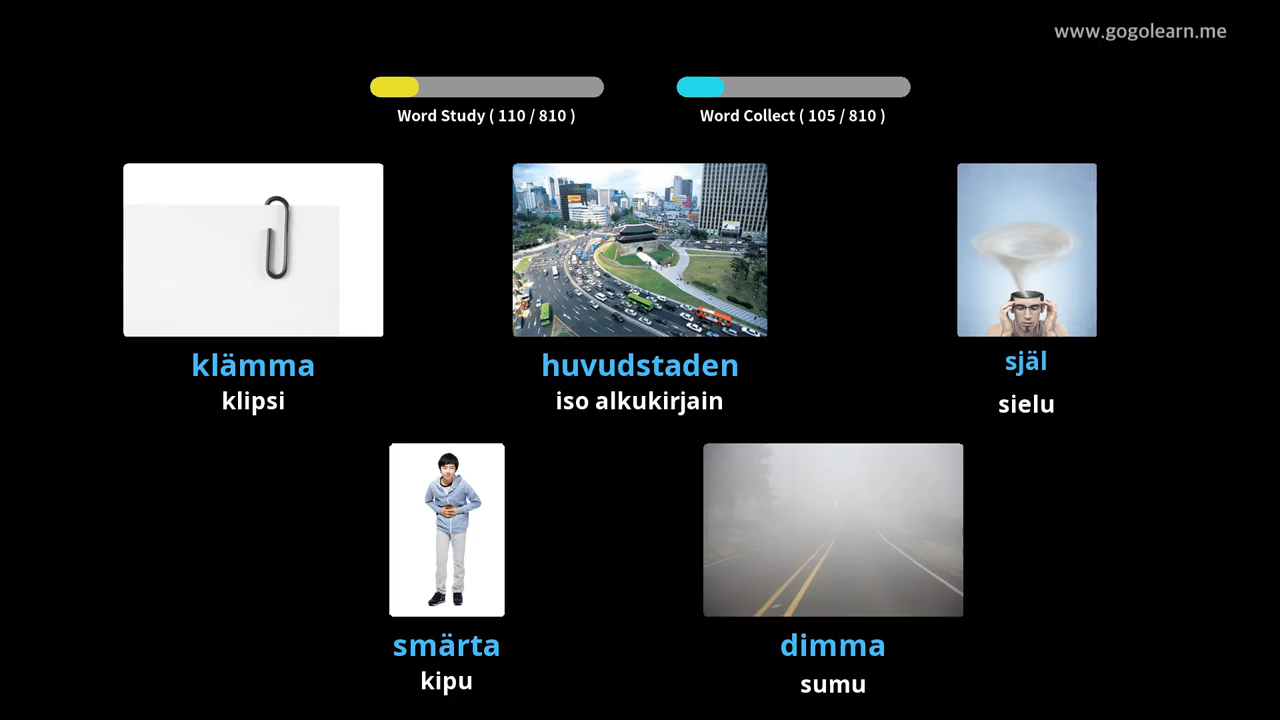 www.gogolearn.me
Word Study ( 110 / 810 )
Word Collect ( 105 / 810 )
klämma
klipsi
huvudstaden
iso alkukirjain
själ
sielu
smärta
kipu
dimma
sumu